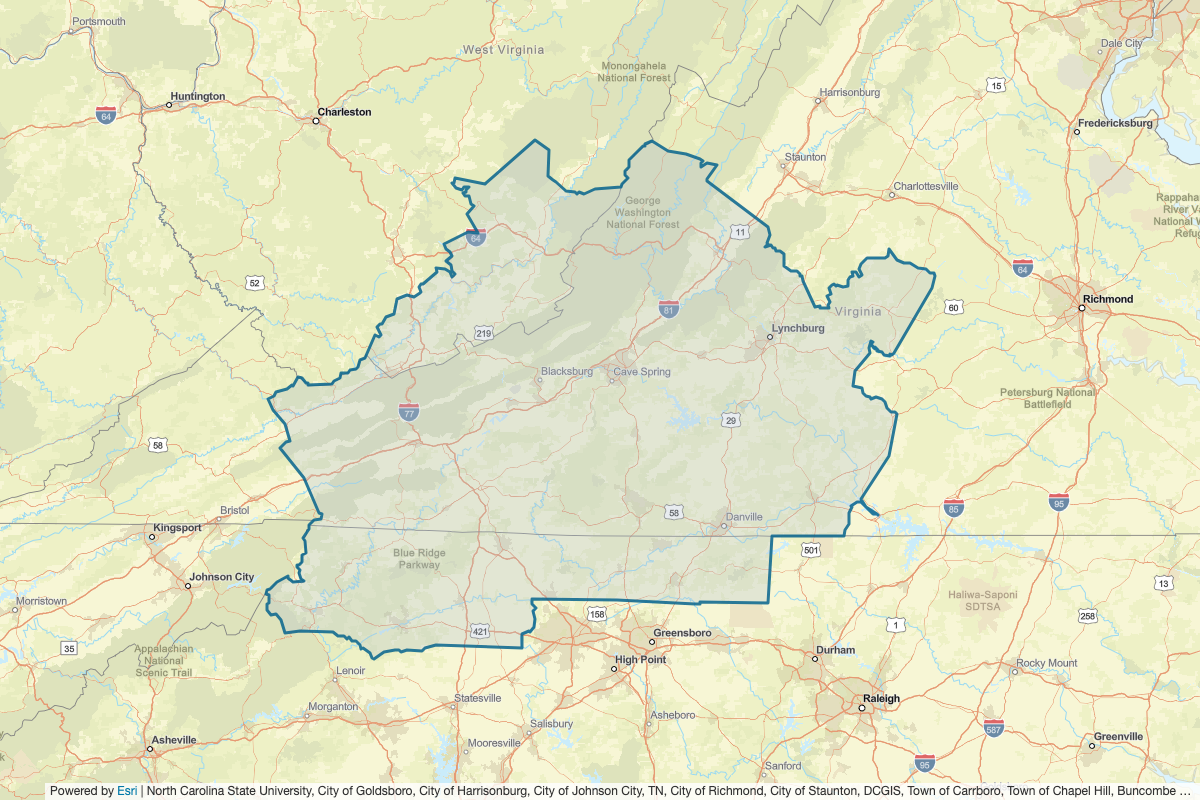 Portsmouth
West Virginia
Dale City
Monongahela
National Forest
15
Huntington
Harrisonburg
64
Charleston
Fredericksburg
Staunton
Charlottesville
George
Washington
National Forest
Rappaha
River Va
National W
Refug
11
64
64
52
Richmond
81
60
Virginia
219
Lynchburg
Blacksburg
Cave Spring
Petersburg National
Battlefield
77
29
58
95
85
58
Bristol
Danville
Kingsport
501
Blue Ridge
Parkway
Johnson City
13
Haliwa-Saponi
SDTSA
Morristown
158
258
1
421
Greensboro
35
Appalachian
National
Scenic Trail
Durham
High Point
Rocky Mount
Lenoir
Statesville
Raleigh
Morganton
Asheboro
Salisbury
587
Asheville
Mooresville
Greenville
Sanford
95
Powered by Esri | North Carolina State University, City of Goldsboro, City of Harrisonburg, City of Johnson City, TN, City of Richmond, City of Staunton, DCGIS, Town of Carrboro, Town of Chapel Hill, Buncombe ...